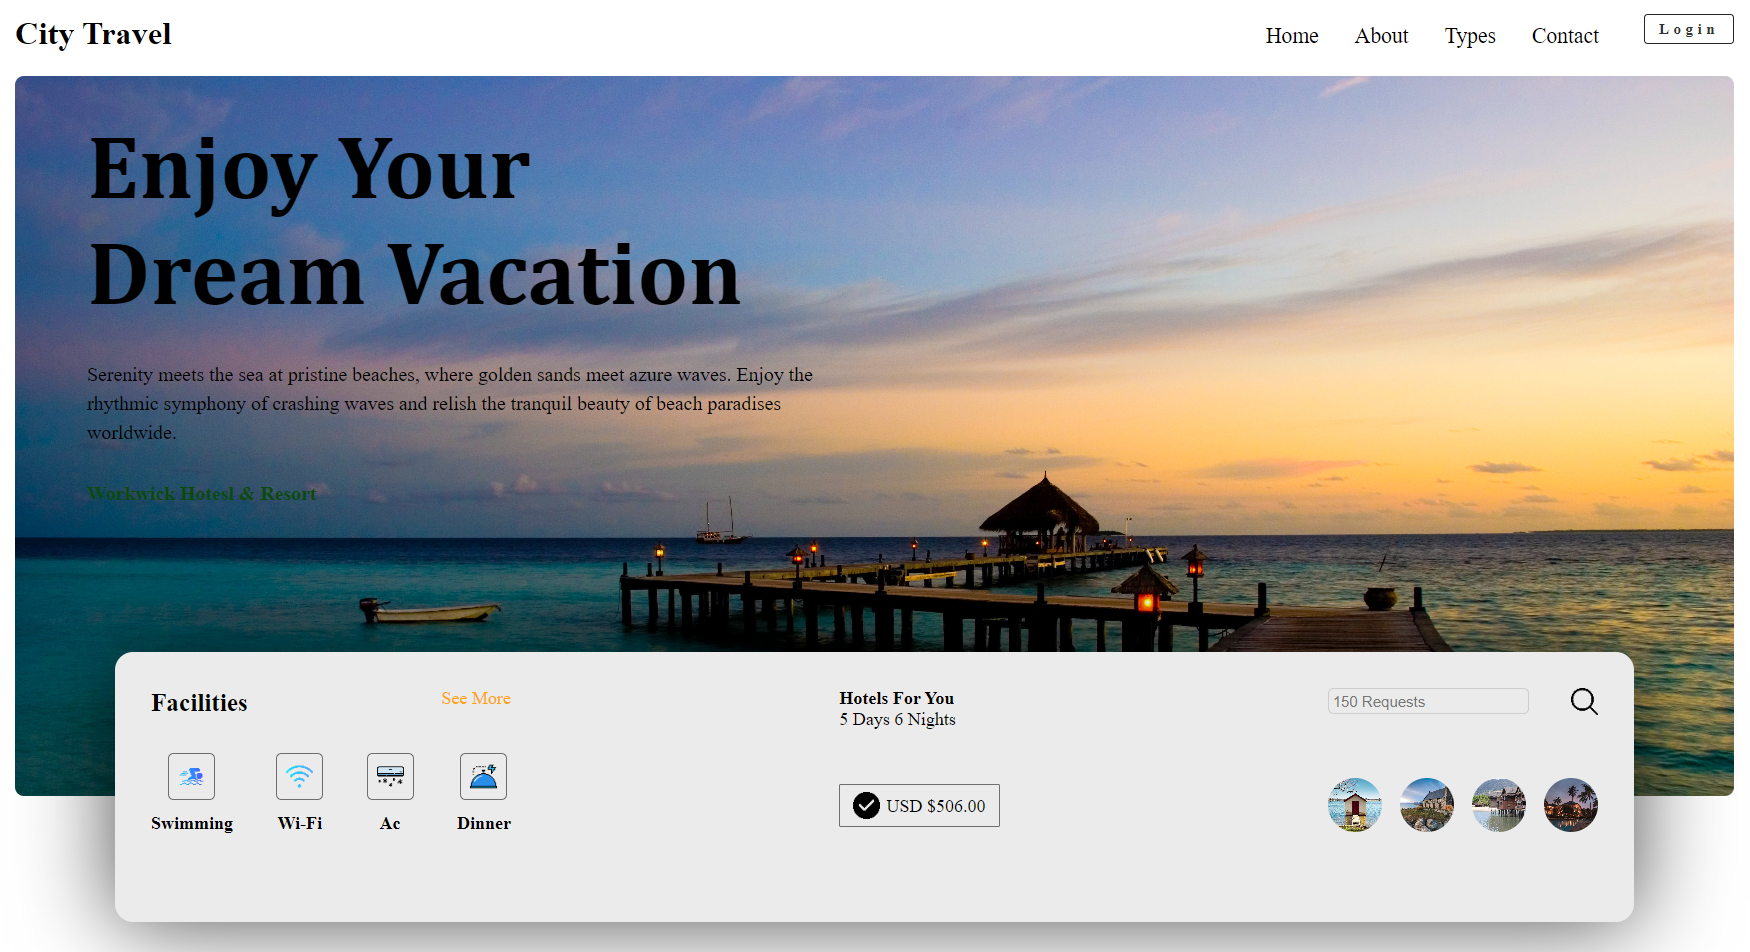 City Travel
Home About Types Contact Login
Enjoy Your
Dream Vacation
Serenity meets the sea at pristine beaches, where golden sands meet azure waves. Enjoy the
rhythmic symphony of crashing waves and relish the tranquil beauty of beach paradises
worldwide.
Workwick Hotesl & Resort
Facilities
See More
Swimming
Wi-Fi
Ac
Dinner
Hotels For You
5 Days 6 Nights
USD $506.00
150 Requests